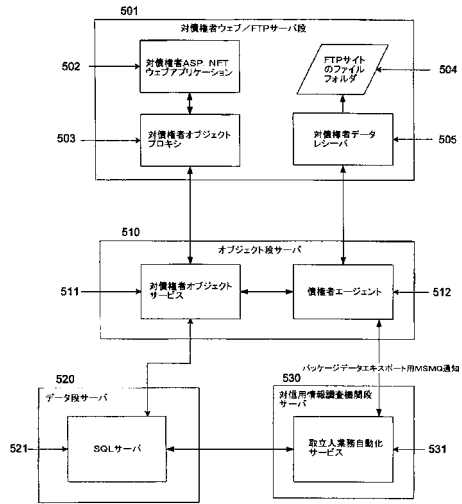 501
対債権者ウェブ/FTPサーバ段
502
対債権者ASP. NET
ウェブアプリケーション
FTPサイト
のファイル
フォルダ
504
503
対債権者オブジェクト
プロキシ
対債権者データ
レシーバ
505
510
オブジェクト段サーバ
511
対債権者オブジェクト
サービス
債権者エージェント
512
パッケージデータエキスポート用MSMQ通知
520
データ段サーバ
530
対信用情報調査機関段
サーバ
521
SQLサーバ
取立人業務自動化
サービス
531